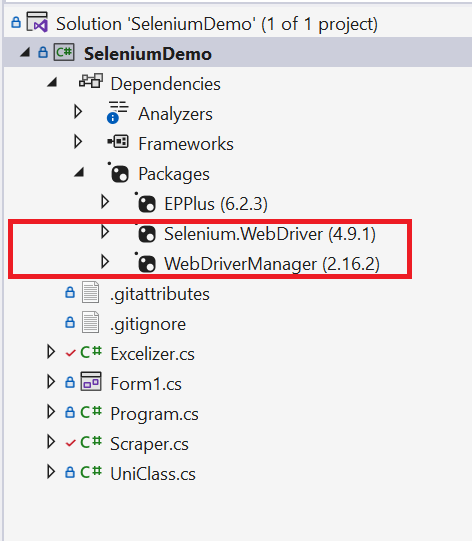 Solution 'SeleniumDemo' (1 of 1 project)
C# SeleniumDemo
Dependencies
Analyzers
Frameworks
Packages
EPPlus (6.2.3)
Selenium.WebDriver (4.9.1)
WebDriverManager (2.16.2)
.gitattributes
.gitignore
C# Excelizer.cs
Form1.cs
C# Program.cs
C# Scraper.cs
C# UniClass.cs